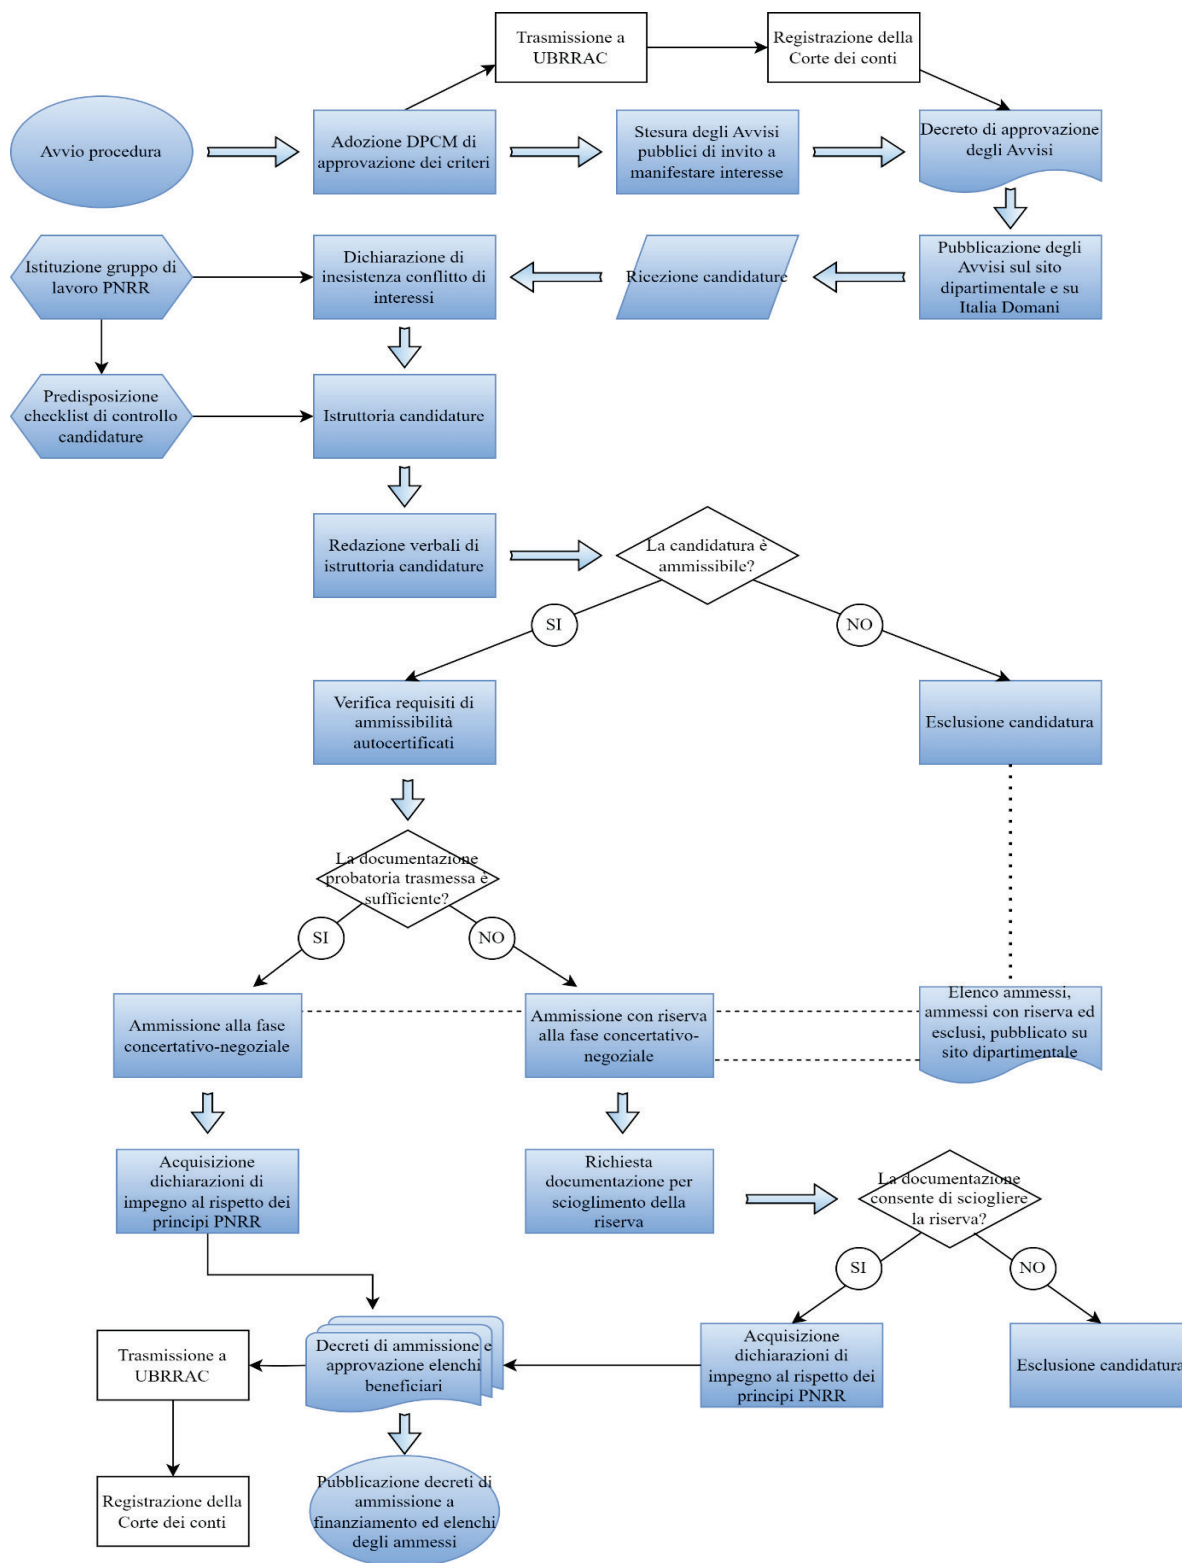 Trasmissione a
UBRRAC
Registrazione della
Corte dei conti
Avvio procedura
Adozione DPCM di
approvazione dei criteri
Stesura degli Avvisi
pubblici di invito a
manifestare interesse
Decreto di approvazione
degli Avvisi
Istituzione gruppo di
lavoro PNRR
Dichiarazione di
inesistenza conflitto di
interessi
Ricezione candidature
Pubblicazione degli
Avvisi sul sito
dipartimentale e su
Italia Domani
Predisposizione
checklist di controllo
candidature
Istruttoria candidature
Redazione verbali di
istruttoria candidature
La candidatura è
ammissibile?
SI
NO
Verifica requisiti di
ammissibilità
autocertificati
Esclusione candidatura
La documentazione
probatoria trasmessa è
sufficiente?
SI
NO
Ammissione alla fase
concertativo-negoziale
Ammissione con riserva
alla fase concertativo-
negoziale
Elenco ammessi,
ammessi con riserva ed
esclusi, pubblicato su
sito dipartimentale
Acquisizione
dichiarazioni di
impegno al rispetto dei
principi PNRR
Richiesta
documentazione per
scioglimento della
riserva
La documentazione
consente di sciogliere
la riserva?
SI
NO
Trasmissione a
UBRRAC
Decreti di ammissione e
approvazione elenchi
beneficiari
Acquisizione
dichiarazioni di
impegno al rispetto dei
principi PNRR
Esclusione candidatura
Registrazione della
Corte dei conti
Pubblicazione decreti di
ammissione a
finanziamento ed elenchi
degli ammessi